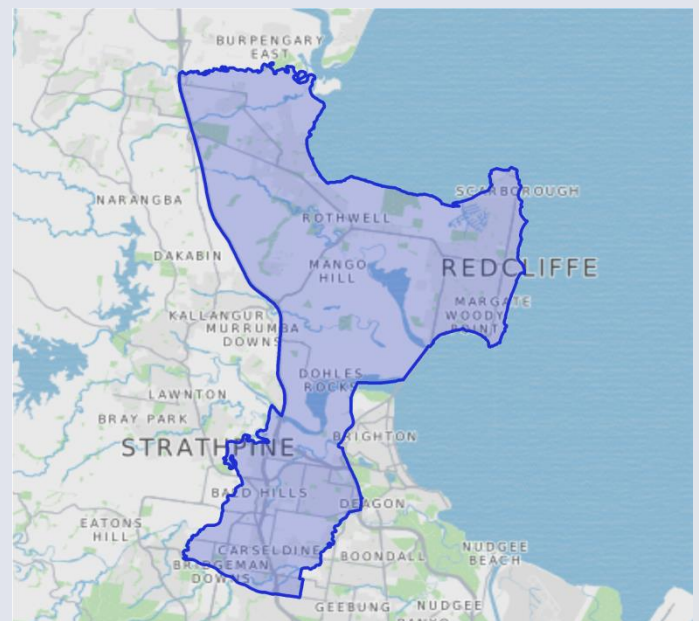 BURPENGARY
EAST
SCARBOROUGH
NARANGBA
ROTHWELL
DAKABIN
MANGO
HILL
REDCLIFFE
MARGATE
WOODY
POINT
KALLANGUR
MURRUMBA
DOWNS
DOHLES
ROCKS
LAWNTON
BRAY PARK
BRIGHTON
STRATHPINE
BALD HILLS
DEAGON
EATONS
HILL
CARSELDINE
BOONDALL
NUDGEE
BEACH
BRIDGEMAN
DOWNS
GEEBUNG
NUDGEE